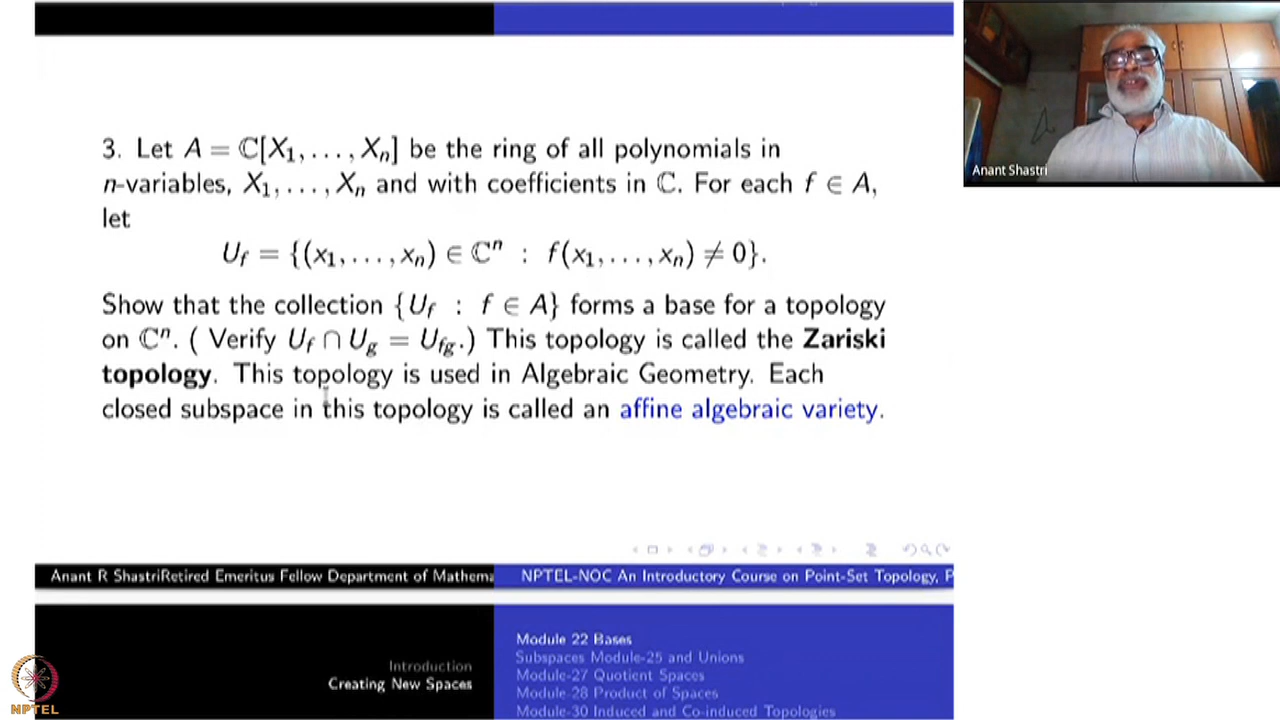 3. Let A = ℂ[X₁, . . . , Xₙ] be the ring of all polynomials in
n-variables, X₁, . . . , Xₙ and with coefficients in ℂ. For each f ∈ A,
let
U_f = {(x₁, . . . , xₙ) ∈ ℂⁿ : f(x₁, . . . , xₙ) ≠ 0}.
Show that the collection {U_f : f ∈ A} forms a base for a topology
on ℂⁿ. ( Verify U_f ∩ U_g = U_fg.) This topology is called the Zariski
topology. This topology is used in Algebraic Geometry. Each
closed subspace in this topology is called an affine algebraic variety.
Anant Shastri
Anant R ShastriRetired Emeritus Fellow Department of Mathema
NPTEL-NOC An Introductory Course on Point-Set Topology, P
Introduction
Creating New Spaces
Module 22 Bases
Subspaces Module-25 and Unions
Module-27 Quotient Spaces
Module-28 Product of Spaces
Module-30 Induced and Co-induced Topologies
NPTEL